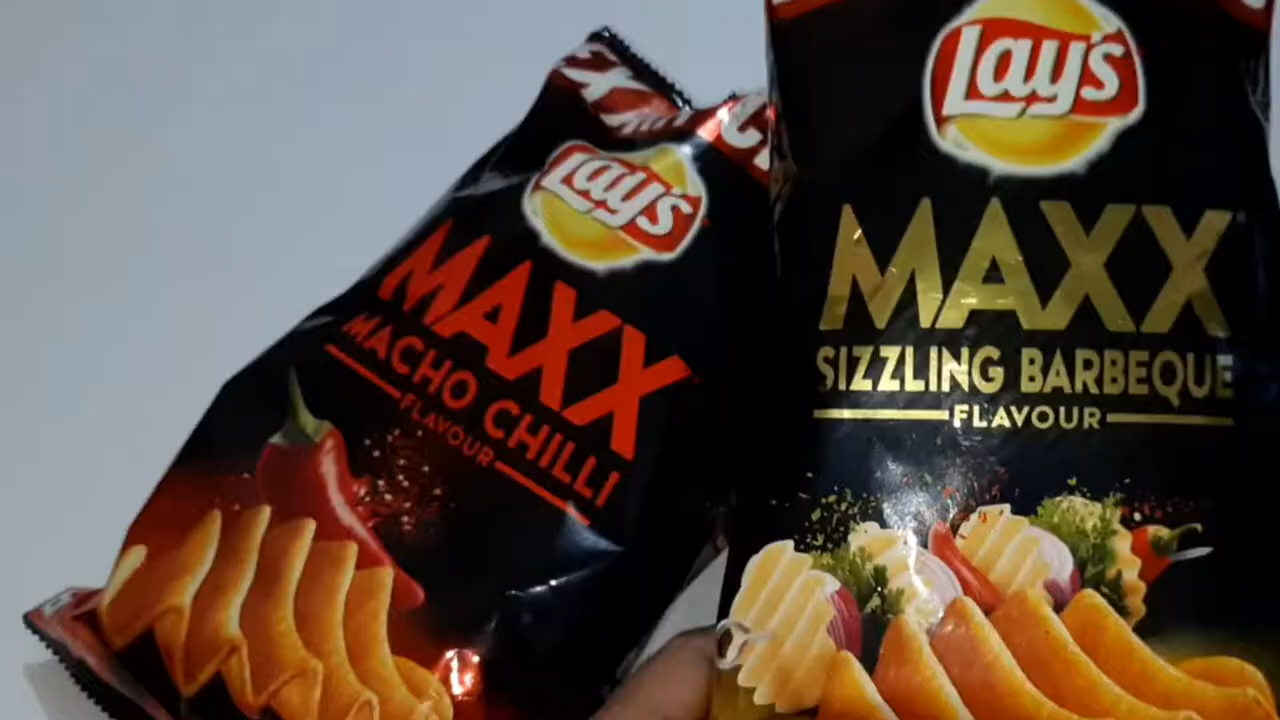 Lay's
MAXX
MACHO CHILLI
FLAVOUR
Lay's
MAXX
SIZZLING BARBEQUE
FLAVOUR